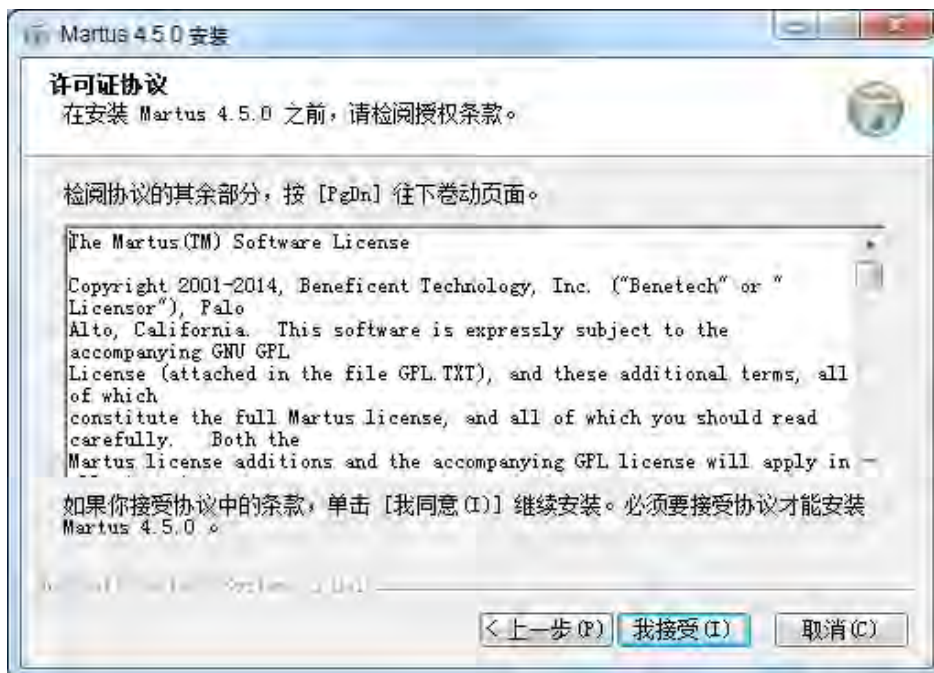 Martus 4.5.0 安装
许可证协议
在安装 Martus 4.5.0 之前，请检阅授权条款。
检阅协议的其余部分，按 [PgDn] 往下卷动页面。
The Martus(TM) Software License
Copyright 2001-2014, Beneficent Technology, Inc. ("Benetech" or "
Licensor"), Palo
Alto, California. This software is expressly subject to the
accompanying GNU GPL
License (attached in the file GPL.TXT), and these additional terms, all
of which
constitute the full Martus license, and all of which you should read
carefully. Both the
Martus license additions and the accompanying GPL license will apply in
如果你接受协议中的条款，单击 [我同意(I)] 继续安装。必须要接受协议才能安装
Martus 4.5.0 。
< 上一步(P) 我接受(I) 取消(C)